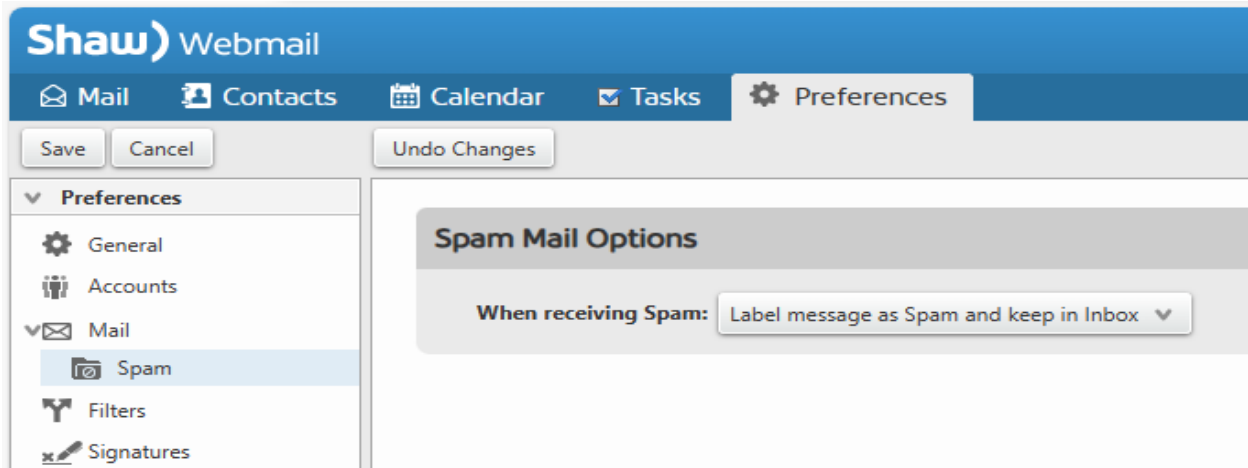 Shaw) Webmail
Mail Contacts Calendar Tasks Preferences
Save Cancel Undo Changes
Preferences
General
Accounts
Mail
Spam
Filters
Signatures
Spam Mail Options
When receiving Spam: Label message as Spam and keep in Inbox